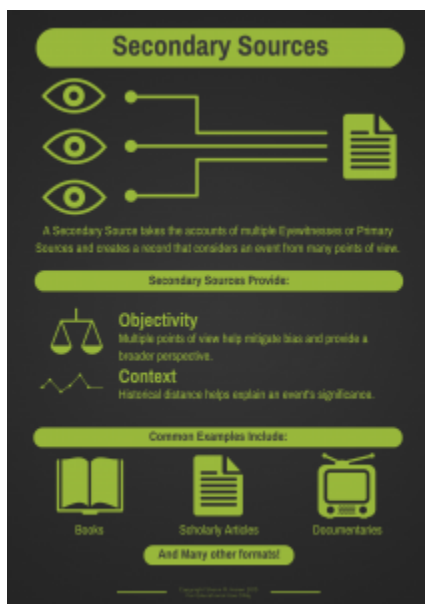 Secondary Sources
A Secondary Source takes the accounts of multiple Eyewitnesses or Primary
Sources and creates a record that considers an event from many points of view.
Secondary Sources Provide:
Objectivity
Multiple points of view help mitigate bias and provide a
broader perspective.
Context
Historical distance helps explain an event's significance.
Common Examples Include:
Books
Scholarly Articles
Documentaries
And Many other formats!